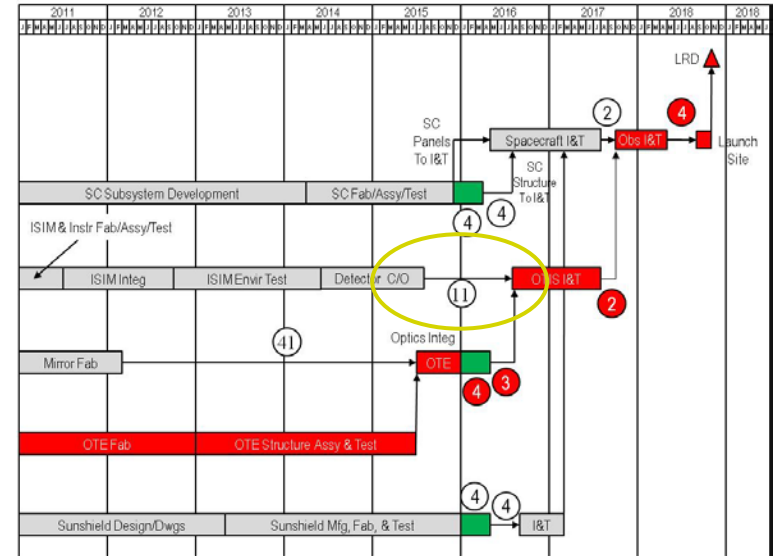 2011 2012 2013 2014 2015 2016 2017 2018 2018
J F M A M J J A S O N D J F M A M J J A S O N D J F M A M J J A S O N D J F M A M J J A S O N D J F M A M J J A S O N D J F M A M J J A S O N D J F M A M J J A S O N D J F M A M J J A S O N D J F M A M J
LRD
2
4
SC
Panels
To I&T
Spacecraft I&T
Obs I&T
Launch
Site
SC
Structure
To I&T
SC Subsystem Development
SC Fab/Assy/Test
4
4
ISIM & Instr Fab/Assy/Test
ISIM Integ
ISIM Envir Test
Detector C/O
11
OTIS I&T
2
Optics Integ
41
Mirror Fab
OTE
4
3
OTE Fab
OTE Structure Assy & Test
4
4
Sunshield Design/Dwgs
Sunshield Mfg, Fab, & Test
I&T